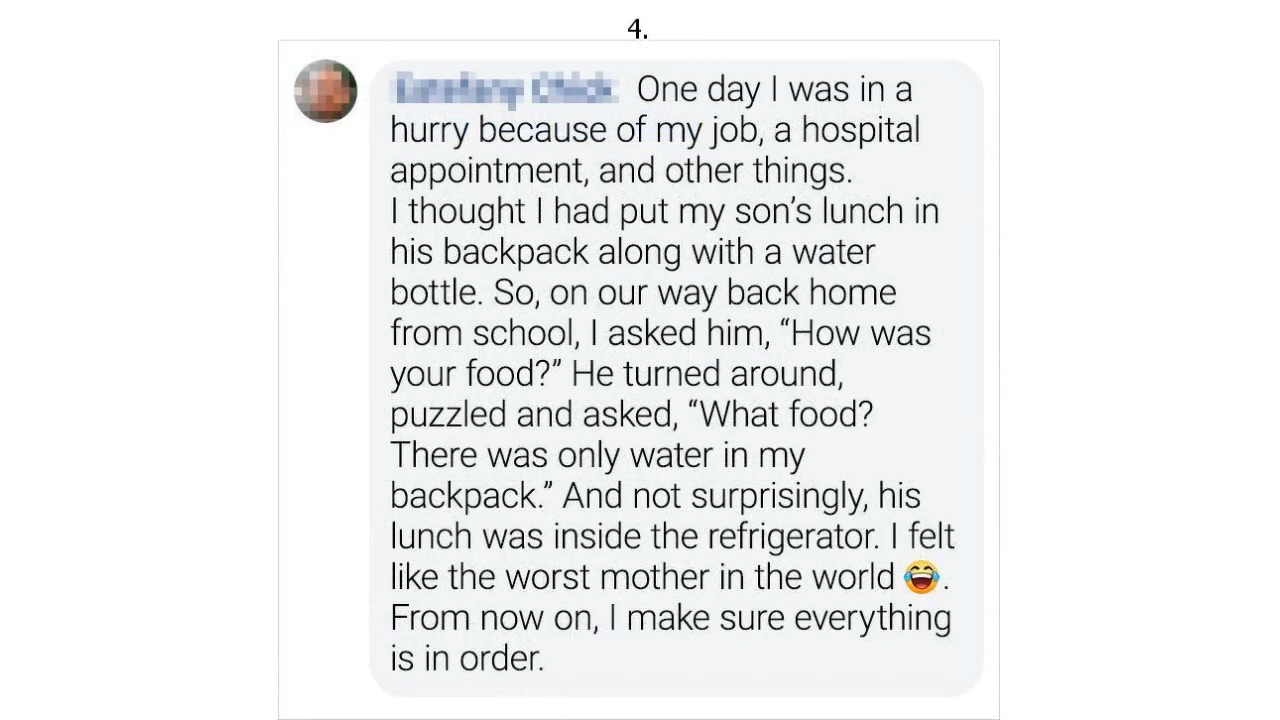 4.
One day I was in a
hurry because of my job, a hospital
appointment, and other things.
I thought I had put my son’s lunch in
his backpack along with a water
bottle. So, on our way back home
from school, I asked him, “How was
your food?” He turned around,
puzzled and asked, “What food?
There was only water in my
backpack.” And not surprisingly, his
lunch was inside the refrigerator. I felt
like the worst mother in the world 😂.
From now on, I make sure everything
is in order.